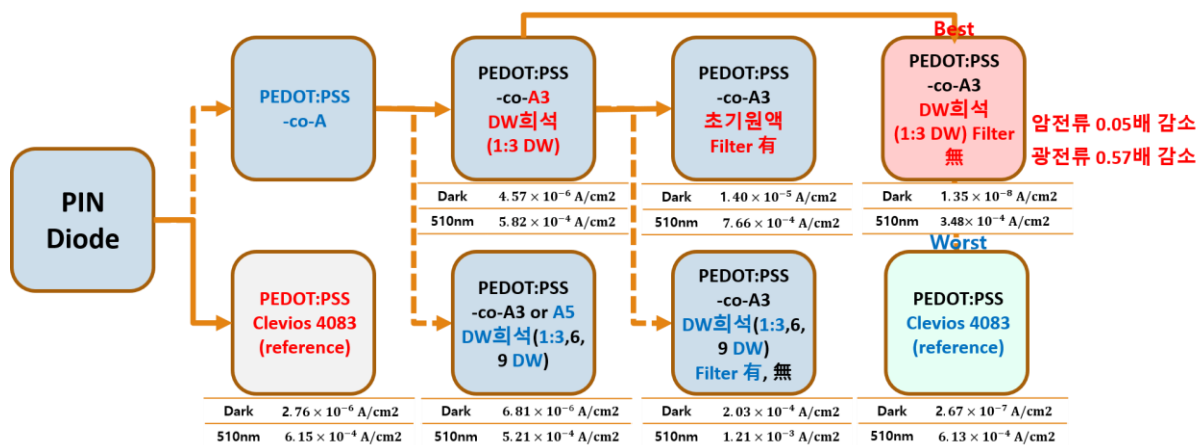 PIN
Diode
PEDOT:PSS
-co-A
PEDOT:PSS
-co-A3
DW희석
(1:3 DW)
Dark 4.57 × 10⁻⁶ A/cm2
510nm 5.82 × 10⁻⁴ A/cm2
PEDOT:PSS
-co-A3
초기원액
Filter 有
Dark 1.40 × 10⁻⁵ A/cm2
510nm 7.66 × 10⁻⁴ A/cm2
Best
PEDOT:PSS
-co-A3
DW희석
(1:3 DW) Filter
無
암전류 0.05배 감소
광전류 0.57배 감소
Dark 1.35 × 10⁻⁸ A/cm2
510nm 3.48× 10⁻⁴ A/cm2
PEDOT:PSS
Clevios 4083
(reference)
Dark 2.76 × 10⁻⁶ A/cm2
510nm 6.15 × 10⁻⁴ A/cm2
PEDOT:PSS
-co-A3 or A5
DW희석(1:3,6,
9 DW)
Dark 6.81 × 10⁻⁶ A/cm2
510nm 5.21 × 10⁻⁴ A/cm2
PEDOT:PSS
-co-A3
DW희석(1:3,6,
9 DW)
Filter 有, 無
Dark 2.03 × 10⁻⁴ A/cm2
510nm 1.21 × 10⁻³ A/cm2
Worst
PEDOT:PSS
Clevios 4083
(reference)
Dark 2.67 × 10⁻⁷ A/cm2
510nm 6.13 × 10⁻⁴ A/cm2